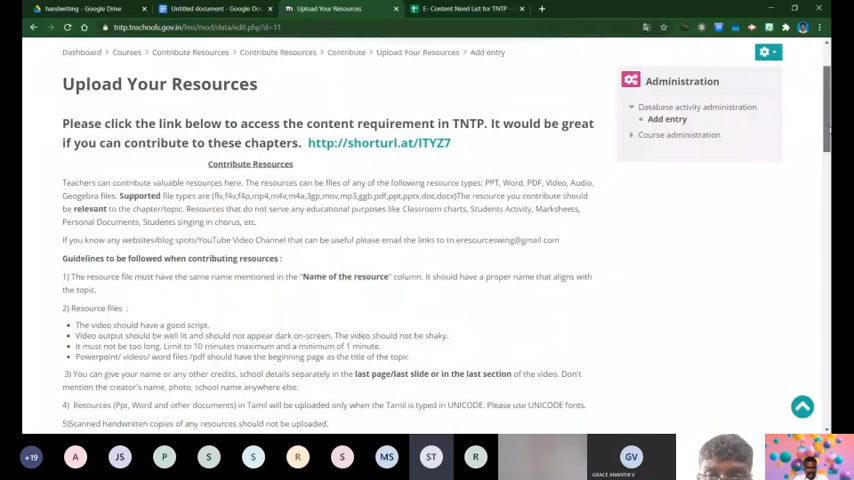 handwriting - Google Drive
Untitled document - Google Doc
Upload Your Resources
E- Content Need List for TNTP -
tntp.tnschools.gov.in/lms/mod/data/edit.php?d=11
Dashboard Courses Contribute Resources Contribute Resources Contribute Upload Your Resources Add entry
Upload Your Resources
Please click the link below to access the content requirement in TNTP. It would be great
if you can contribute to these chapters. http://shorturl.at/lTYZ7
Contribute Resources
Teachers can contribute valuable resources here. The resources can be files of any of the following resource types: PPT, Word, PDF, Video, Audio,
Geogebra files. Supported file types are {flv,f4v,f4p,mp4,m4v,m4a,3gp,mov,mp3,ggb,pdf,ppt,pptx,doc,docx}The resource you contribute should
be relevant to the chapter/topic. Resources that do not serve any educational purposes like Classroom charts, Students Activity, Marksheets,
Personal Documents, Students singing in chorus, etc.
If you know any websites/blog spots/YouTube Video Channel that can be useful please email the links to tn.eresourceswing@gmail.com
Guidelines to be followed when contributing resources :
1) The resource file must have the same name mentioned in the "Name of the resource" column. It should have a proper name that aligns with
the topic.
2) Resource files :
The video should have a good script.
Video output should be well lit and should not appear dark on-screen. The video should not be shaky.
It must not be too long. Limit to 10 minutes maximum and a minimum of 1 minute.
Powerpoint/ videos/ word files /pdf should have the beginning page as the title of the topic
3) You can give your name or any other credits, school details separately in the last page/last slide or in the last section of the video. Don't
mention the creator's name, photo, school name anywhere else.
4) Resources (Ppt, Word and other documents) in Tamil will be uploaded only when the Tamil is typed in UNICODE. Please use UNICODE fonts.
5)Scanned handwritten copies of any resources should not be uploaded.
Administration
Database activity administration
Add entry
Course administration
+19 A JS P S S R S MS ST R GV
GRACE ANANTHI V